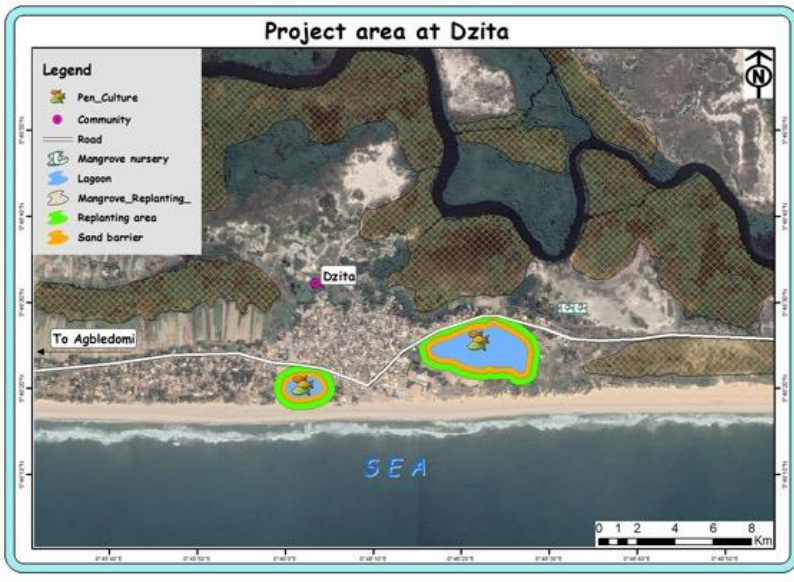 Project area at Dzita
Legend
Pen_Culture
Community
Road
Mangrove nursery
Lagoon
Mangrove_Replanting_
Replanting area
Sand barrier
N
Dzita
To Agbledomi
SEA
0 1 2 4 6 8
Km